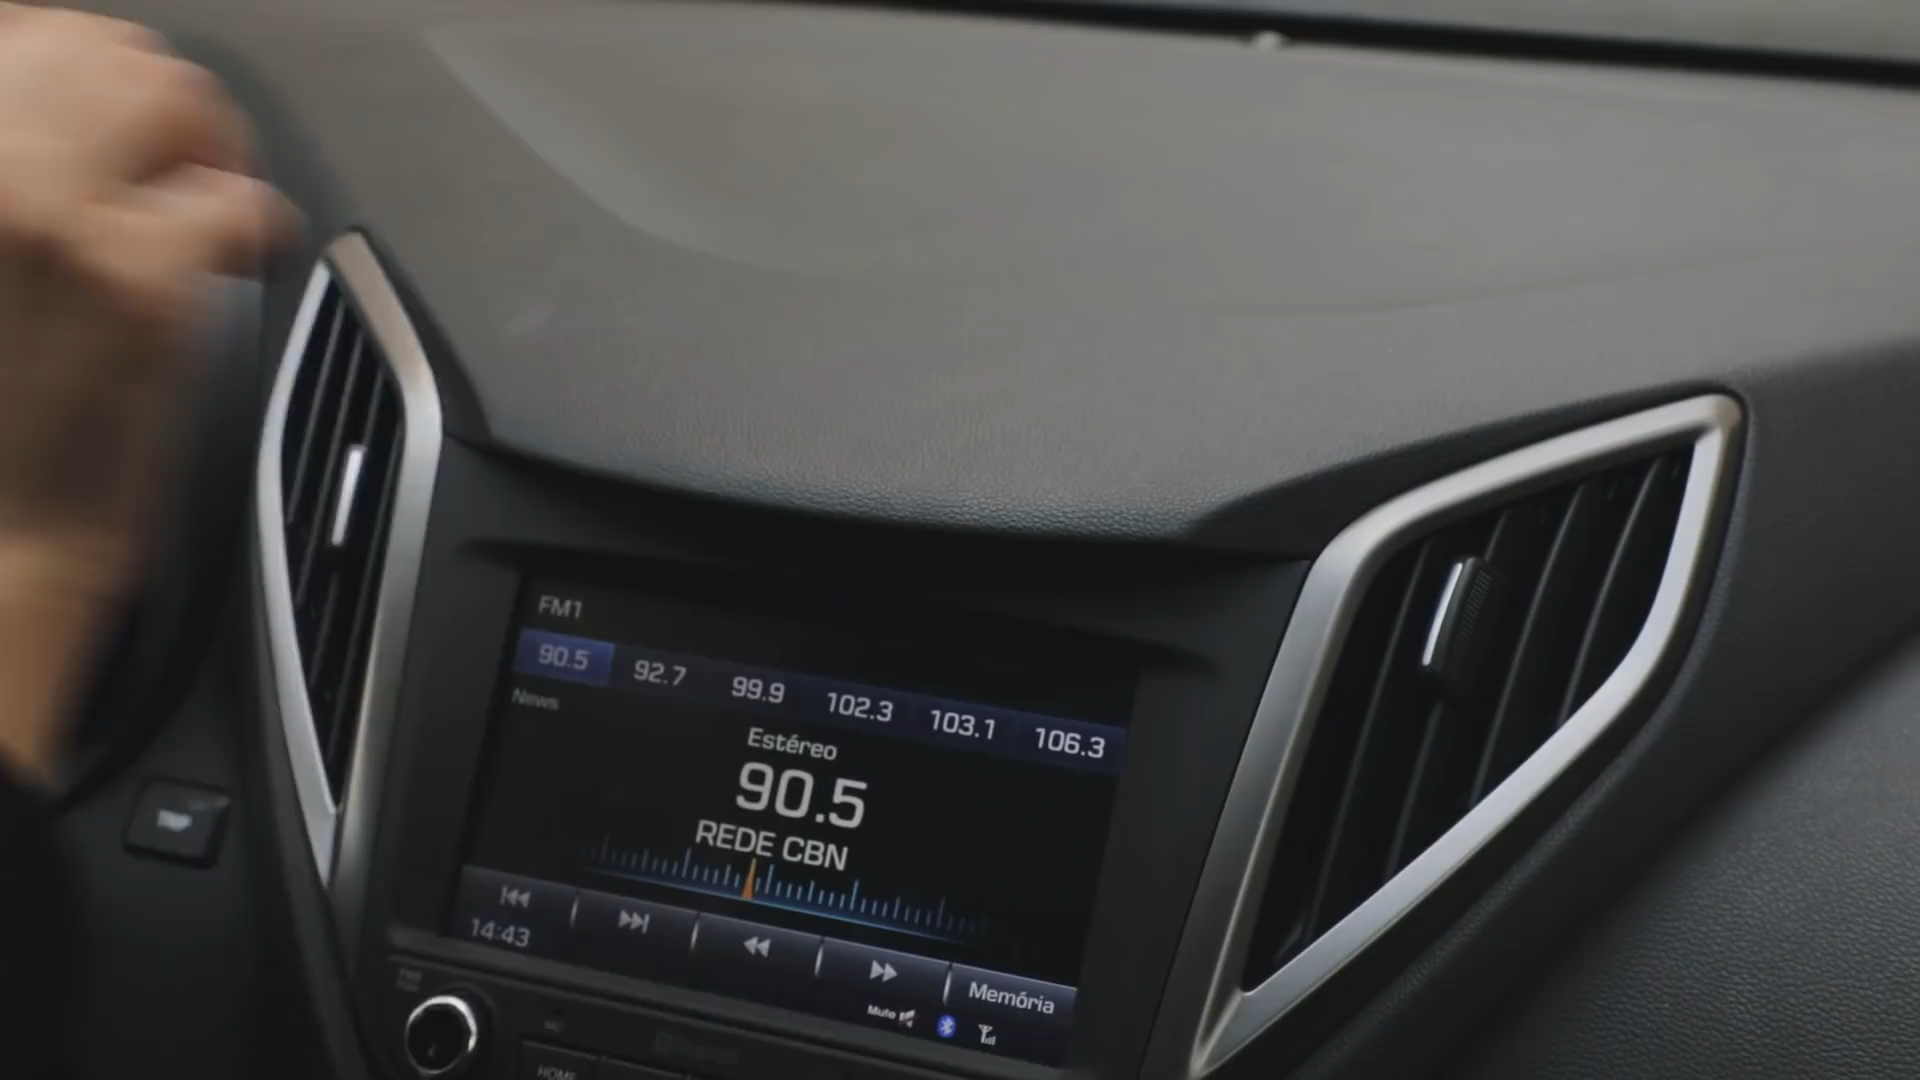 FM1
90.5 92.7 99.9 102.3 103.1 106.3
News
Estéreo
90.5
REDE CBN
14:43
Memória
Mute
HOME